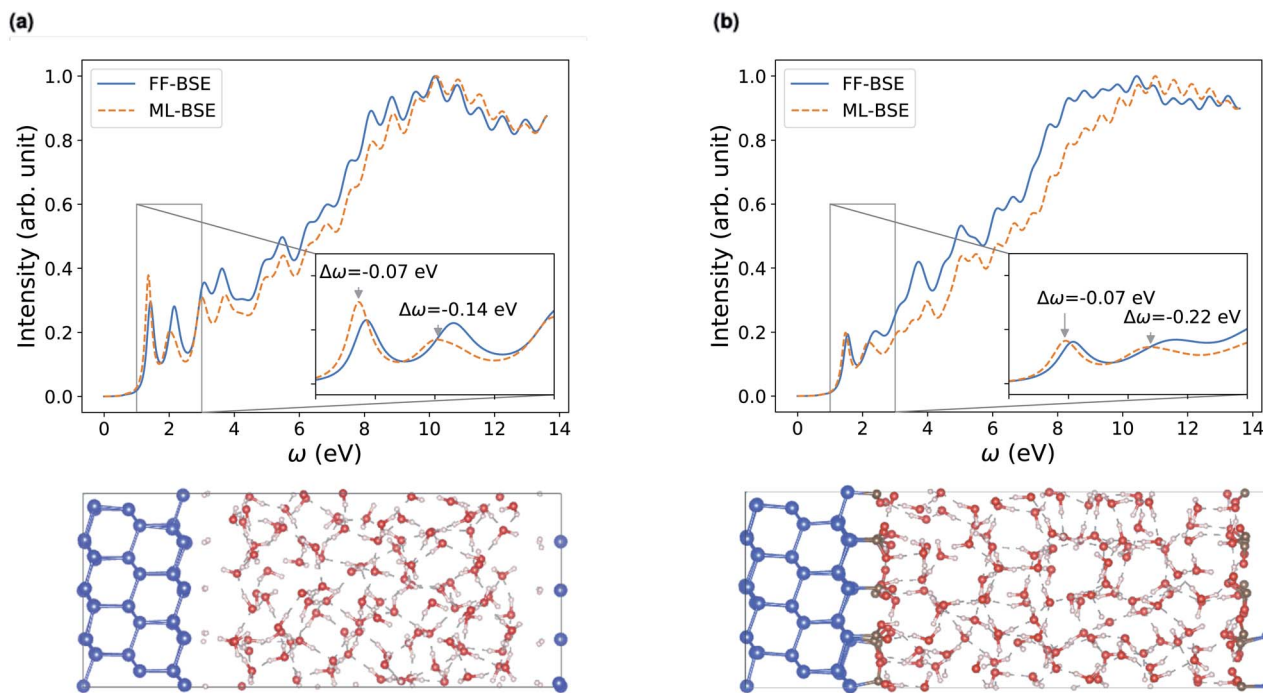 (a)
FF-BSE
ML-BSE
Intensity (arb. unit)
1.0
0.8
0.6
0.4
0.2
0.0
Δω=-0.07 eV
Δω=-0.14 eV
0 2 4 6 8 10 12 14
ω (eV)
(b)
FF-BSE
ML-BSE
Intensity (arb. unit)
1.0
0.8
0.6
0.4
0.2
0.0
Δω=-0.07 eV
Δω=-0.22 eV
0 2 4 6 8 10 12 14
ω (eV)